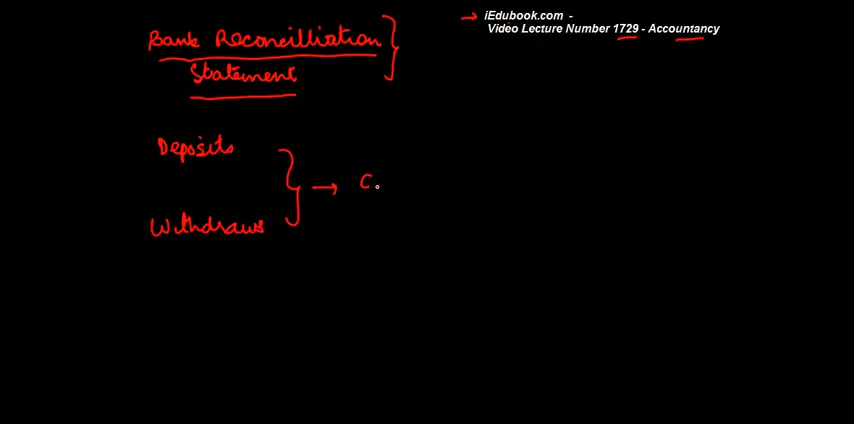 → iEdubook.com -
Video Lecture Number 1729 - Accountancy
Bank Reconcilliation
Statement
Deposits
→ C
Withdraws